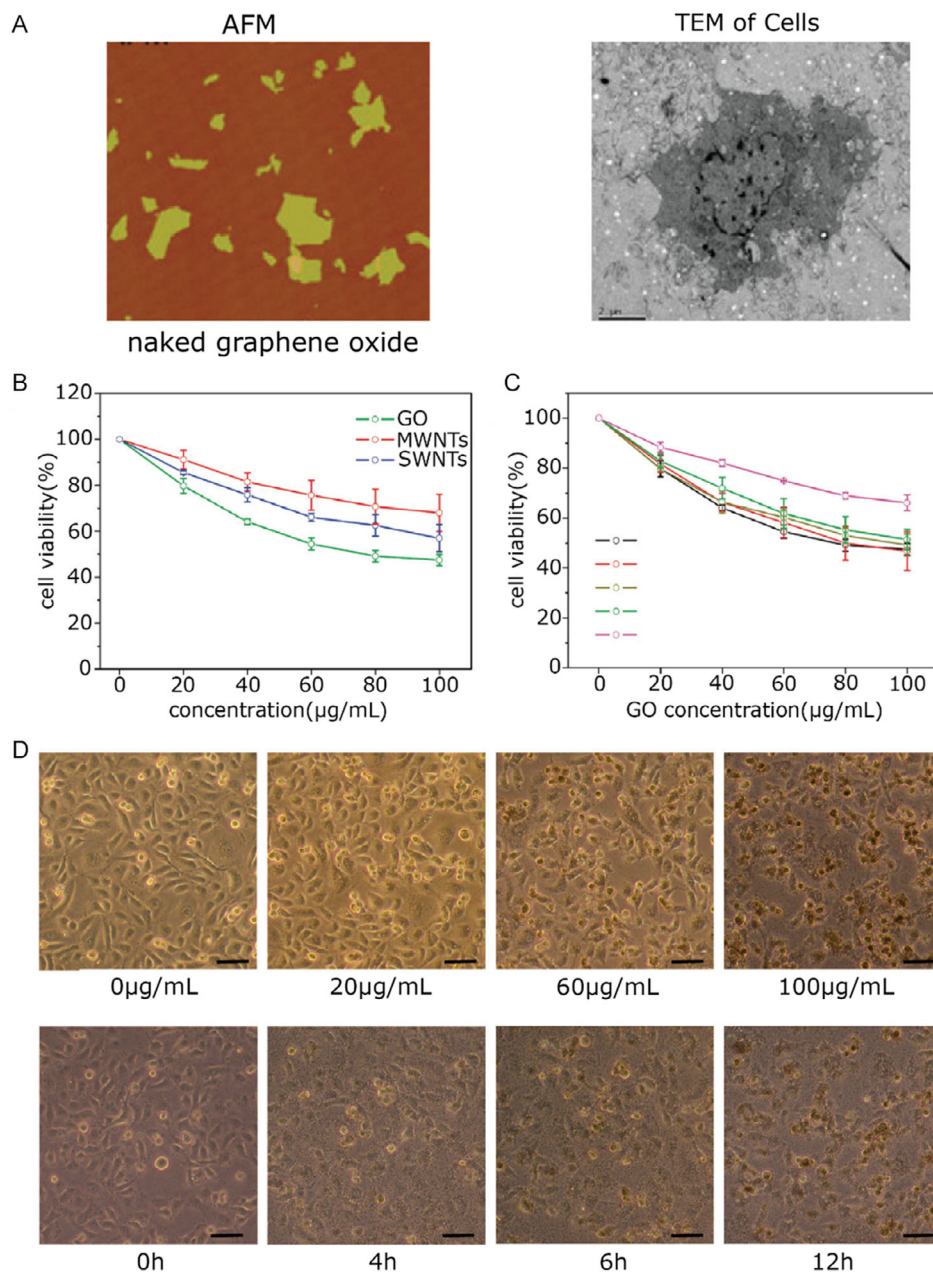 A
AFM
TEM of Cells
2 µm
naked graphene oxide
B
120
100
80
60
40
20
0
cell viability(%)
GO
MWNTs
SWNTs
0 20 40 60 80 100
concentration(µg/mL)
C
100
80
60
40
20
0
cell viability(%)
0 20 40 60 80 100
GO concentration(µg/mL)
D
0µg/mL 20µg/mL 60µg/mL 100µg/mL
0h 4h 6h 12h